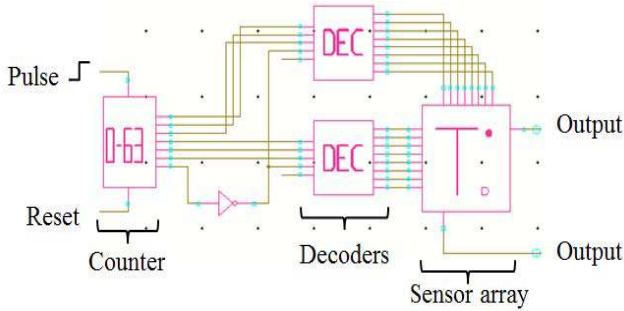 DEC
Pulse
0-63
DEC
T
D
Output
Reset
Counter
Decoders
Output
Sensor array